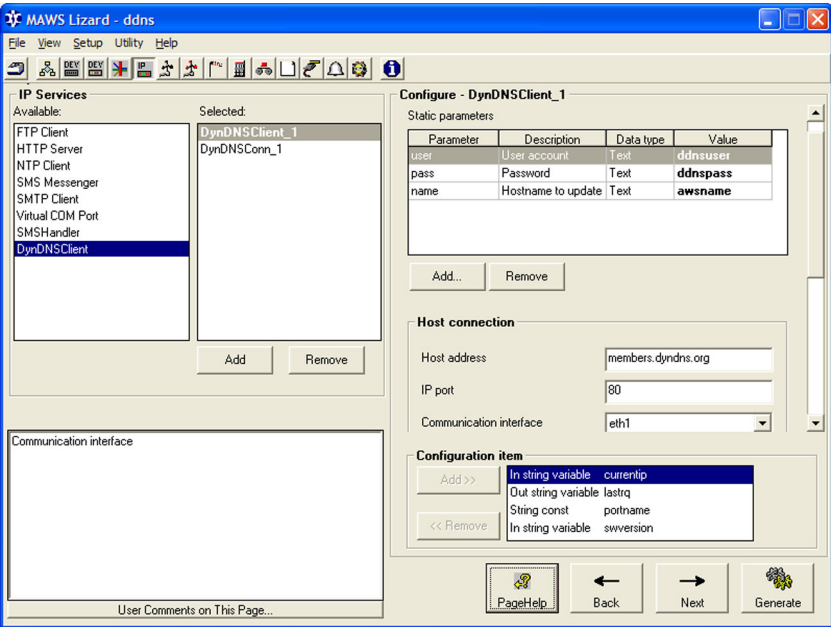 MAWS Lizard - ddns
File View Setup Utility Help
DEV DEV IP
IP Services
Available:
FTP Client
HTTP Server
NTP Client
SMS Messenger
SMTP Client
Virtual COM Port
SMSHandler
DynDNSClient
Selected:
DynDNSClient_1
DynDNSConn_1
Add Remove
Communication interface
User Comments on This Page...
Configure - DynDNSClient_1
Static parameters
Parameter Description Data type Value
user User account Text ddnsuser
pass Password Text ddnspass
name Hostname to update Text awsname
Add... Remove
Host connection
Host address members.dyndns.org
IP port 80
Communication interface eth1
Configuration item
Add >>
<< Remove
In string variable currentip
Out string variable lastrq
String const portname
In string variable swversion
PageHelp Back Next Generate